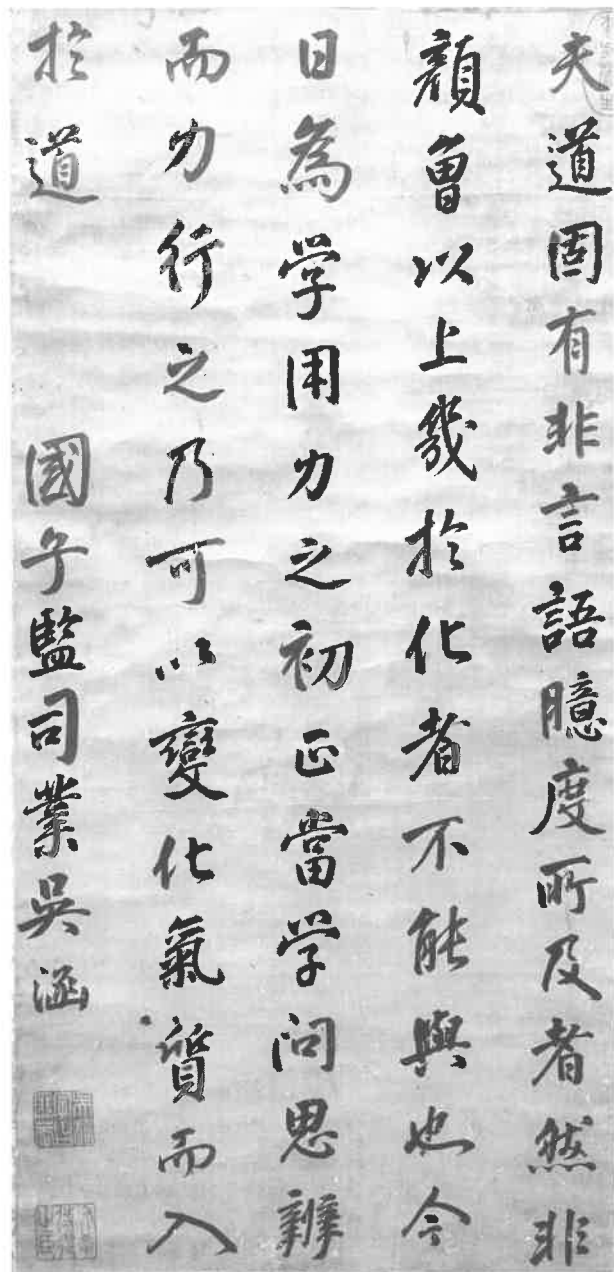 夫道固有非言語臆度所及者然非
顏曾以上幾於化者不能與也今
日為学用力之初正當学問思辨
而力行之乃可以變化氣質而入
於道　國子監司業吳涵